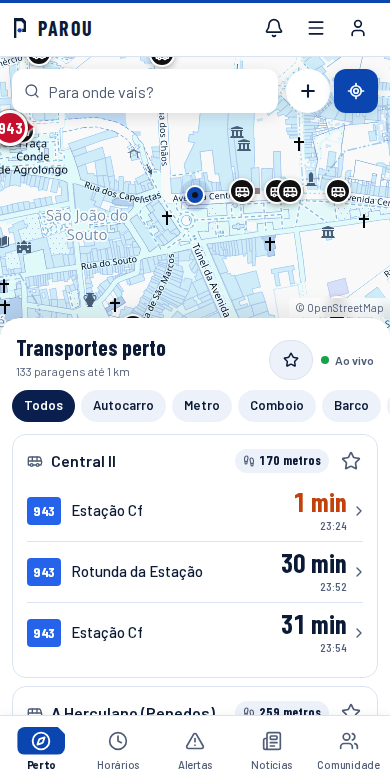 PAROU
Para onde vais?
943
Praça
Conde
de Agrolongo
Rua dos Capelistas
Avenida Central
São João do
Souto
Rua do Souto
Túnel da Avenida
© OpenStreetMap
Transportes perto
133 paragens até 1 km
Ao vivo
Todos
Autocarro
Metro
Comboio
Barco
Central II
170 metros
943
Estação Cf
1 min
23:24
943
Rotunda da Estação
30 min
23:52
943
Estação Cf
31 min
23:54
A Herculano (Penedos)
259 metros
Perto
Horários
Alertas
Notícias
Comunidade